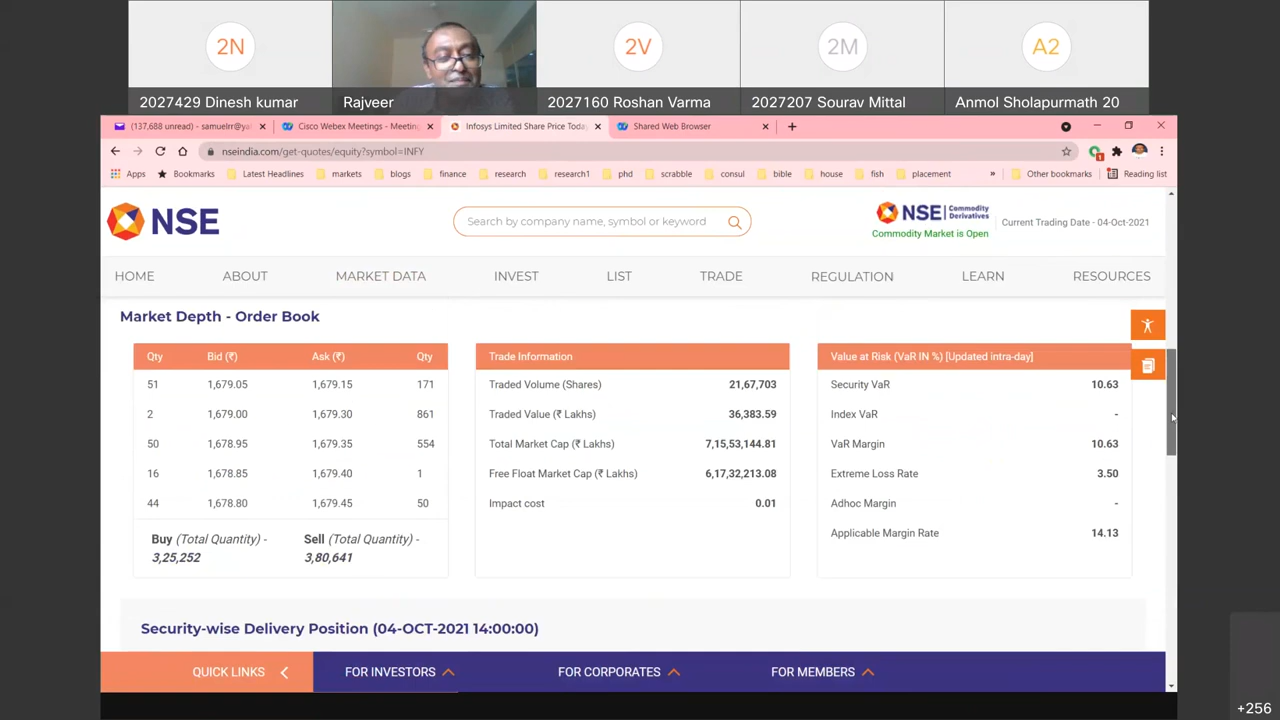 2N
2V
2M
A2
2027429 Dinesh kumar
Rajveer
2027160 Roshan Varma
2027207 Sourav Mittal
Anmol Sholapurmath 20
(137,688 unread) - samuelrr@ya
Cisco Webex Meetings - Meeting
Infosys Limited Share Price Today
Shared Web Browser
nseindia.com/get-quotes/equity?symbol=INFY
1
Apps
Bookmarks
Latest Headlines
markets
blogs
finance
research
research1
phd
scrabble
consul
bible
house
fish
placement
»
Other bookmarks
Reading list
NSE
Search by company name, symbol or keyword
NSE Commodity Derivatives
Commodity Market is Open
Current Trading Date - 04-Oct-2021
HOME
ABOUT
MARKET DATA
INVEST
LIST
TRADE
REGULATION
LEARN
RESOURCES
Market Depth - Order Book
Qty Bid (₹) Ask (₹) Qty
51 1,679.05 1,679.15 171
2 1,679.00 1,679.30 861
50 1,678.95 1,679.35 554
16 1,678.85 1,679.40 1
44 1,678.80 1,679.45 50
Buy (Total Quantity) -
3,25,252
Sell (Total Quantity) -
3,80,641
Trade Information
Traded Volume (Shares) 21,67,703
Traded Value (₹ Lakhs) 36,383.59
Total Market Cap (₹ Lakhs) 7,15,53,144.81
Free Float Market Cap (₹ Lakhs) 6,17,32,213.08
Impact cost 0.01
Value at Risk (VaR IN %) [Updated intra-day]
Security VaR 10.63
Index VaR -
VaR Margin 10.63
Extreme Loss Rate 3.50
Adhoc Margin -
Applicable Margin Rate 14.13
Security-wise Delivery Position (04-OCT-2021 14:00:00)
QUICK LINKS
FOR INVESTORS
FOR CORPORATES
FOR MEMBERS
+256